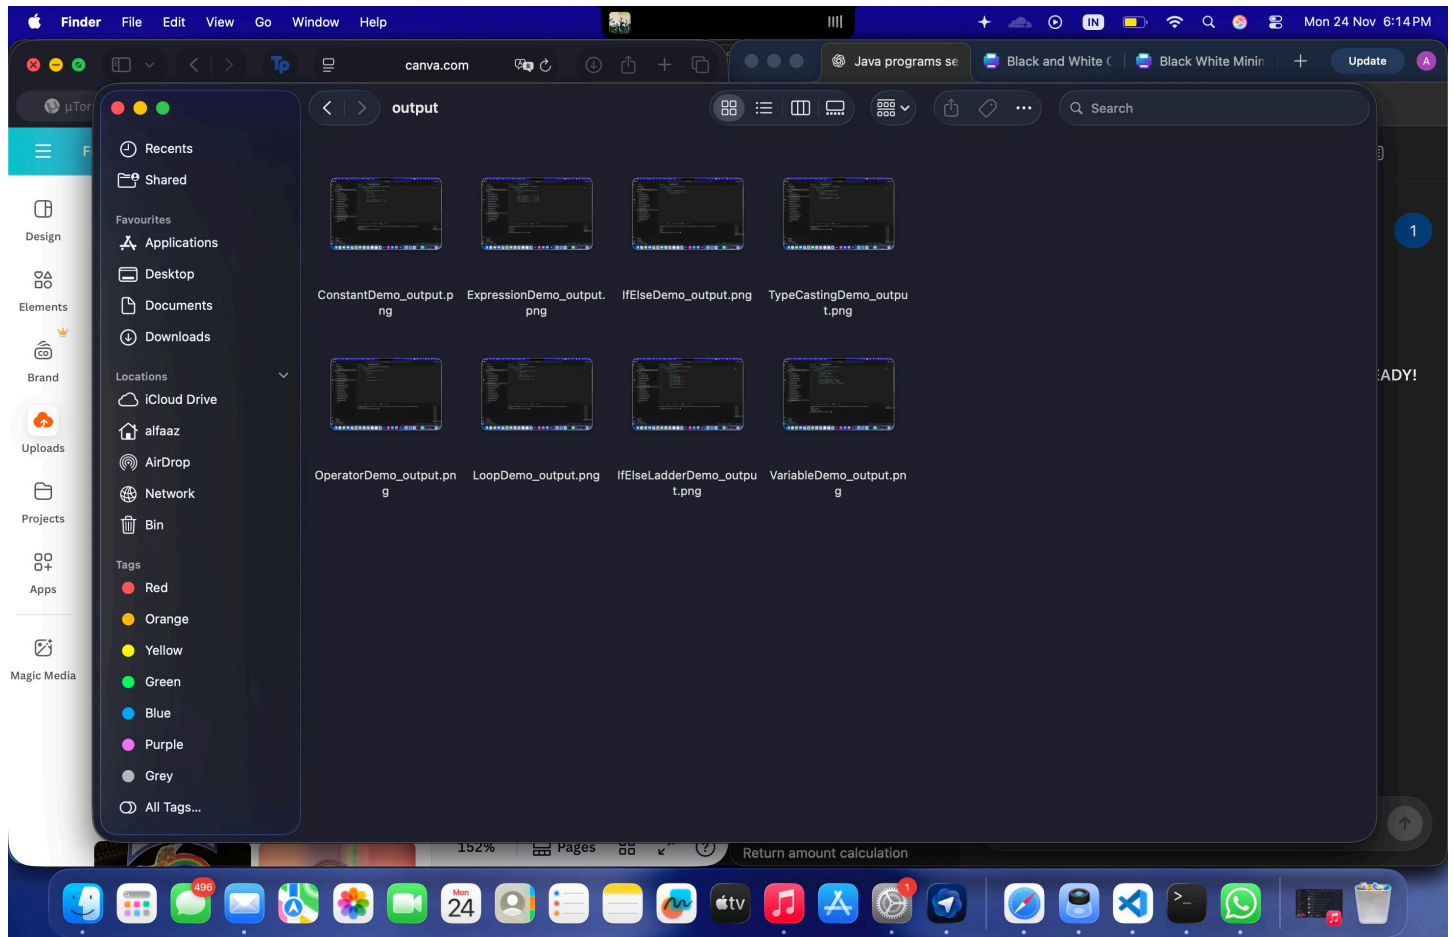 Finder File Edit View Go Window Help
IN
Mon 24 Nov 6:14 PM
Tp
canva.com
Java programs se
Black and White
Black White Minin
Update
A
µTor
output
Search
Recents
Shared
Favourites
Applications
Desktop
Documents
Downloads
Locations
iCloud Drive
alfaaz
AirDrop
Network
Bin
Tags
Red
Orange
Yellow
Green
Blue
Purple
Grey
All Tags...
F
Design
Elements
Brand
Uploads
Projects
Apps
Magic Media
ConstantDemo_output.p
ng
ExpressionDemo_output.
png
IfElseDemo_output.png
TypeCastingDemo_outpu
t.png
OperatorDemo_output.pn
g
LoopDemo_output.png
IfElseLadderDemo_outpu
t.png
VariableDemo_output.pn
g
1
ADY!
152%
Pages
Return amount calculation
496
Mon
24
tv
1